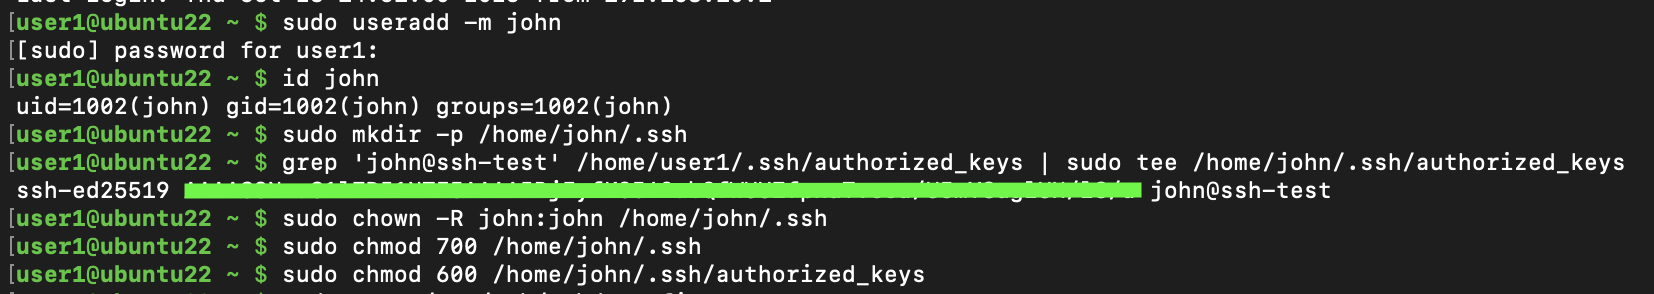 [user1@ubuntu22 ~ $ sudo useradd -m john
[[sudo] password for user1:
[user1@ubuntu22 ~ $ id john
uid=1002(john) gid=1002(john) groups=1002(john)
[user1@ubuntu22 ~ $ sudo mkdir -p /home/john/.ssh
[user1@ubuntu22 ~ $ grep 'john@ssh-test' /home/user1/.ssh/authorized_keys | sudo tee /home/john/.ssh/authorized_keys
ssh-ed25519 john@ssh-test
[user1@ubuntu22 ~ $ sudo chown -R john:john /home/john/.ssh
[user1@ubuntu22 ~ $ sudo chmod 700 /home/john/.ssh
[user1@ubuntu22 ~ $ sudo chmod 600 /home/john/.ssh/authorized_keys